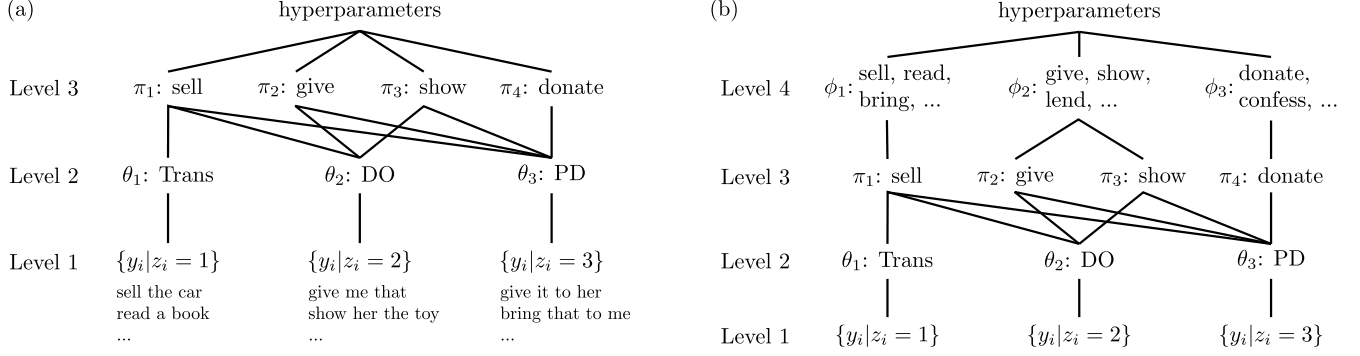 (a)
hyperparameters
Level 3
π₁: sell
π₂: give
π₃: show
π₄: donate
Level 2
θ₁: Trans
θ₂: DO
θ₃: PD
Level 1
{yᵢ|zᵢ = 1}
{yᵢ|zᵢ = 2}
{yᵢ|zᵢ = 3}
sell the car
read a book
...
give me that
show her the toy
...
give it to her
bring that to me
...
(b)
hyperparameters
Level 4
ϕ₁: sell, read,
bring, ...
ϕ₂: give, show,
lend, ...
ϕ₃: donate,
confess, ...
Level 3
π₁: sell
π₂: give
π₃: show
π₄: donate
Level 2
θ₁: Trans
θ₂: DO
θ₃: PD
Level 1
{yᵢ|zᵢ = 1}
{yᵢ|zᵢ = 2}
{yᵢ|zᵢ = 3}